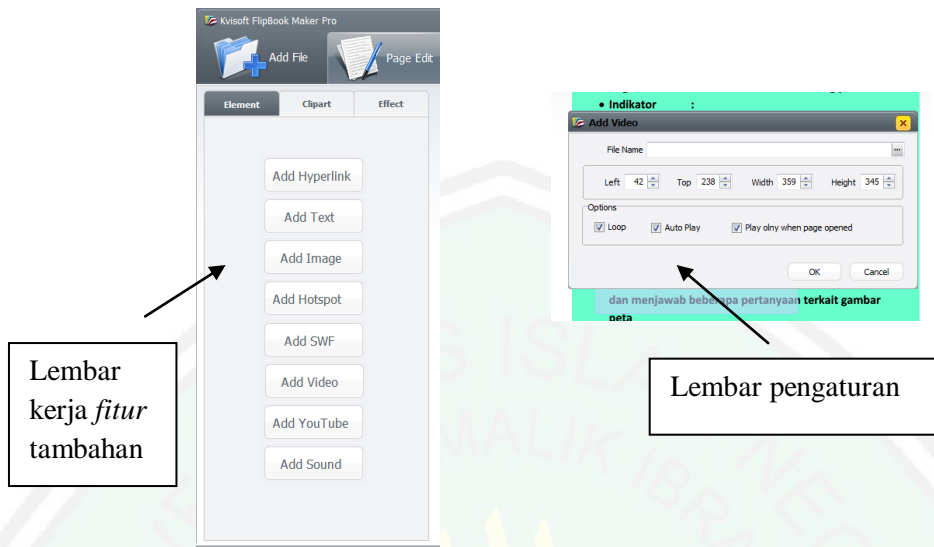 Kvisoft FlipBook Maker Pro
Add File
Page Edit
Element
Clipart
Effect
Add Hyperlink
Add Text
Add Image
Add Hotspot
Add SWF
Add Video
Add YouTube
Add Sound
Lembar
kerja fitur
tambahan
• Indikator :
Add Video
File Name
...
Left 42 Top 238 Width 359 Height 345
Options
Loop Auto Play Play olny when page opened
OK Cancel
dan menjawab beberapa pertanyaan terkait gambar
peta
Lembar pengaturan